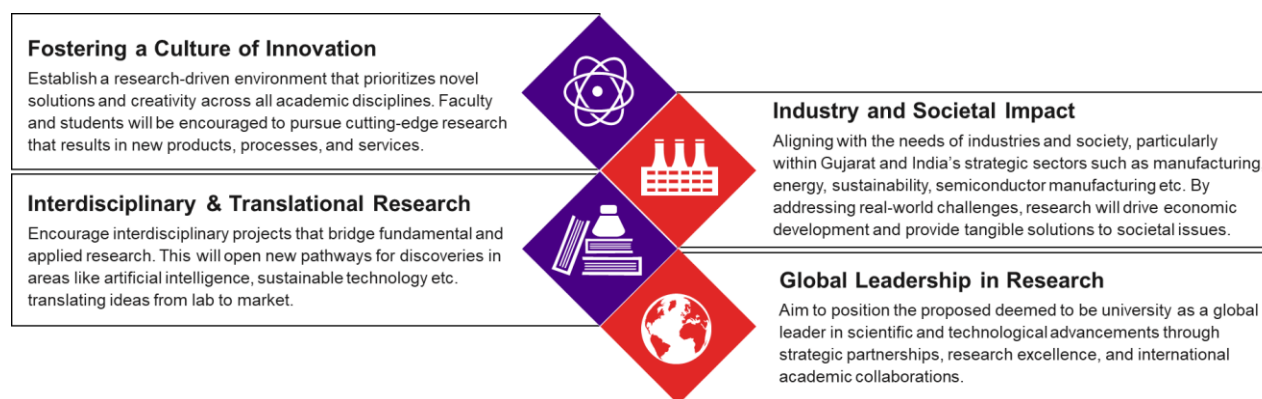 Fostering a Culture of Innovation
Establish a research-driven environment that prioritizes novel
solutions and creativity across all academic disciplines. Faculty
and students will be encouraged to pursue cutting-edge research
that results in new products, processes, and services.
Industry and Societal Impact
Aligning with the needs of industries and society, particularly
within Gujarat and India's strategic sectors such as manufacturing
energy, sustainability, semiconductor manufacturing etc. By
addressing real-world challenges, research will drive economic
development and provide tangible solutions to societal issues.
Interdisciplinary & Translational Research
Encourage interdisciplinary projects that bridge fundamental and
applied research. This will open new pathways for discoveries in
areas like artificial intelligence, sustainable technology etc.
translating ideas from lab to market.
Global Leadership in Research
Aim to position the proposed deemed to be university as a global
leader in scientific and technological advancements through
strategic partnerships, research excellence, and international
academic collaborations.